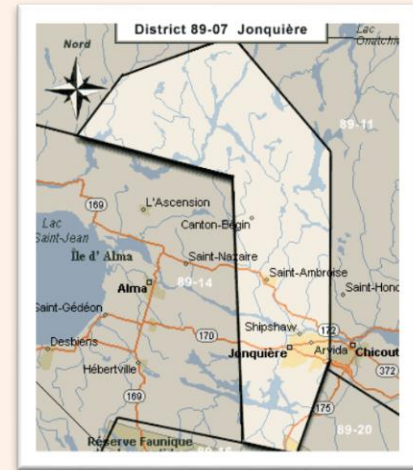 District 89-07 Jonquière
Nord
Lac
89-11
169
L'Ascension
Canton-Bégin
Lac
Saint-Jean
Île d' Alma
Saint-Nazaire
Alma
89-14
Saint-Ambroise
Saint-Hono
Saint-Gédéon
Shipshaw
172
170
Jonquière
Arvida
Chicout
Desbiens
Hébertville
372
169
175
89-20
Réserve Faunique